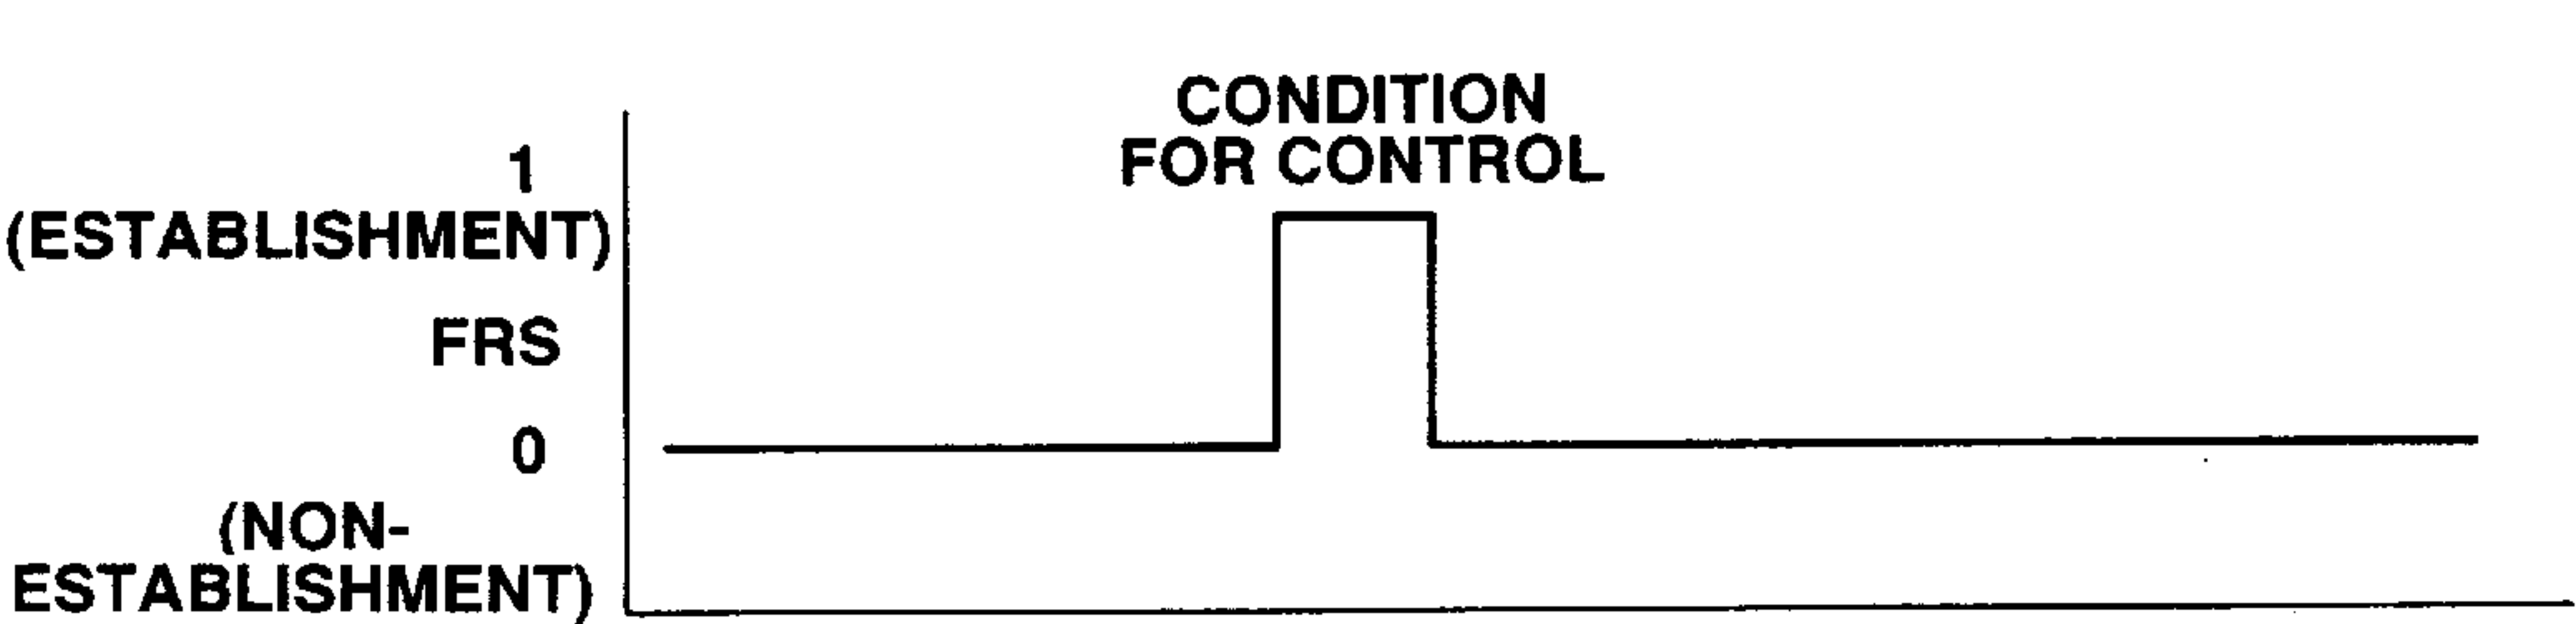 CONDITION
FOR CONTROL
1
(ESTABLISHMENT)
FRS
0
(NON-
ESTABLISHMENT)